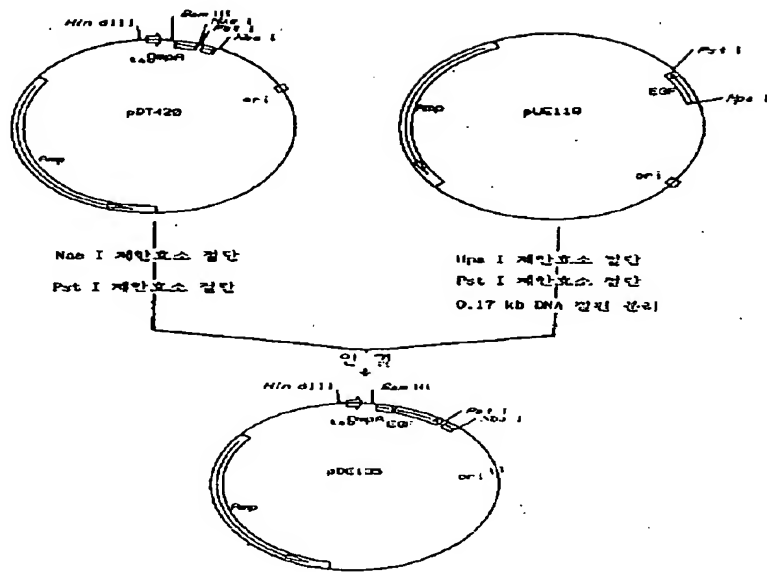 Hin dIII
Bam HI
Pst I
Xba I
OmpA
ori
pDT420
Amp
Pst I
EGF
Hpa I
Amp
ori
Nae I 제한효소 절단
Pst I 제한효소 절단
Hpa I 제한효소 절단
Pst I 제한효소 절단
0.17 kb DNA 절편 분리
연 결
Hin dIII
Bam HI
Pst I
Xba I
OmpA
EGF
ori
Amp